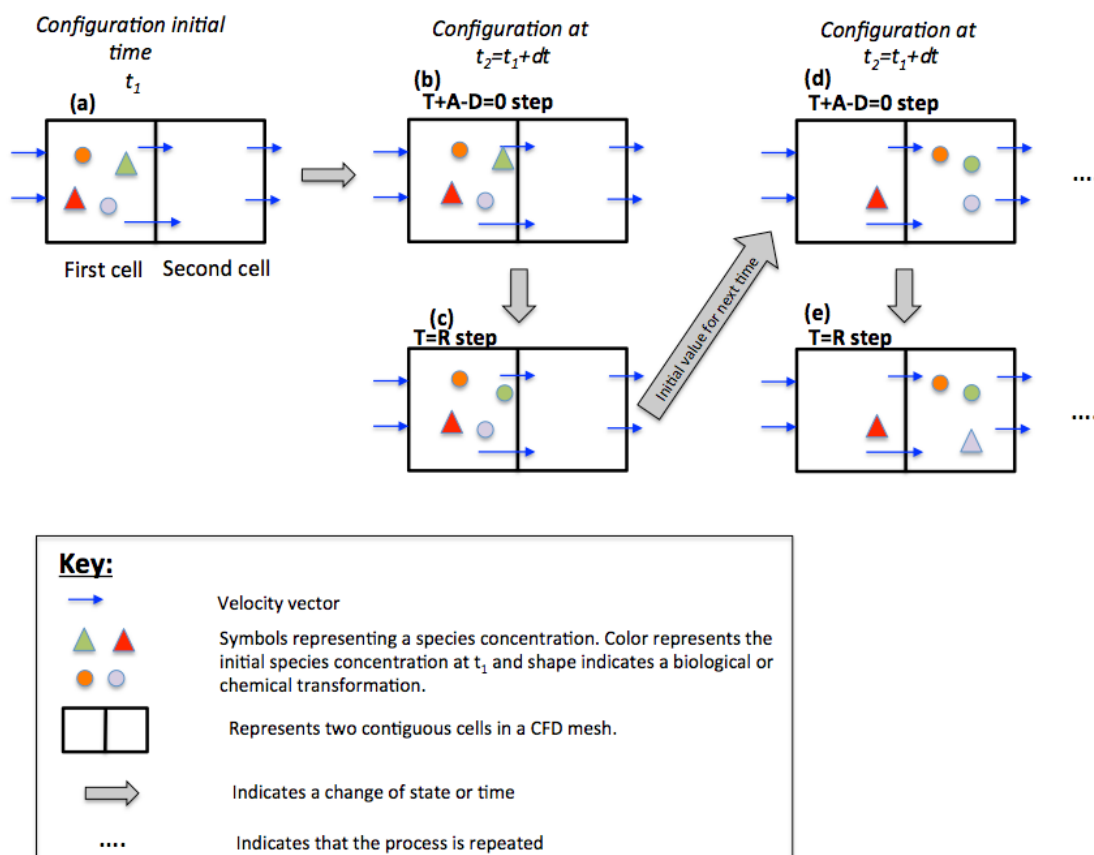 Configuration initial
time
t₁
(a)
First cell Second cell
Configuration at
t₂=t₁+dt
(b)
T+A-D=0 step
(c)
T=R step
Initial value for next time
Configuration at
t₂=t₁+dt
(d)
T+A-D=0 step
....
(e)
T=R step
....
Key:
Velocity vector
Symbols representing a species concentration. Color represents the
initial species concentration at t₁ and shape indicates a biological or
chemical transformation.
Represents two contiguous cells in a CFD mesh.
Indicates a change of state or time
.... Indicates that the process is repeated